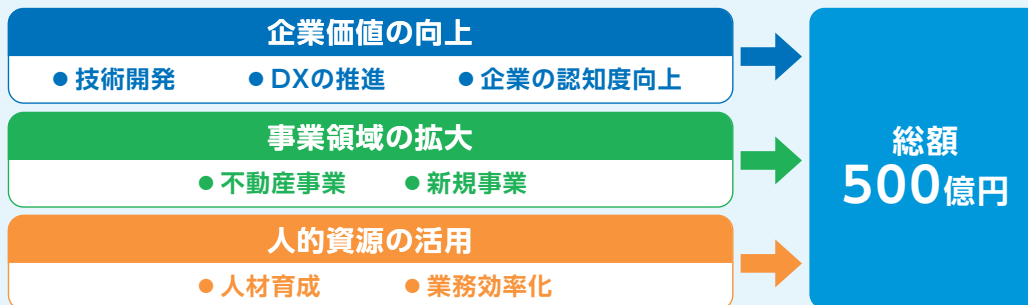 企業価値の向上
● 技術開発 ● DXの推進 ● 企業の認知度向上
事業領域の拡大
● 不動産事業 ● 新規事業
人的資源の活用
● 人材育成 ● 業務効率化
総額
500億円